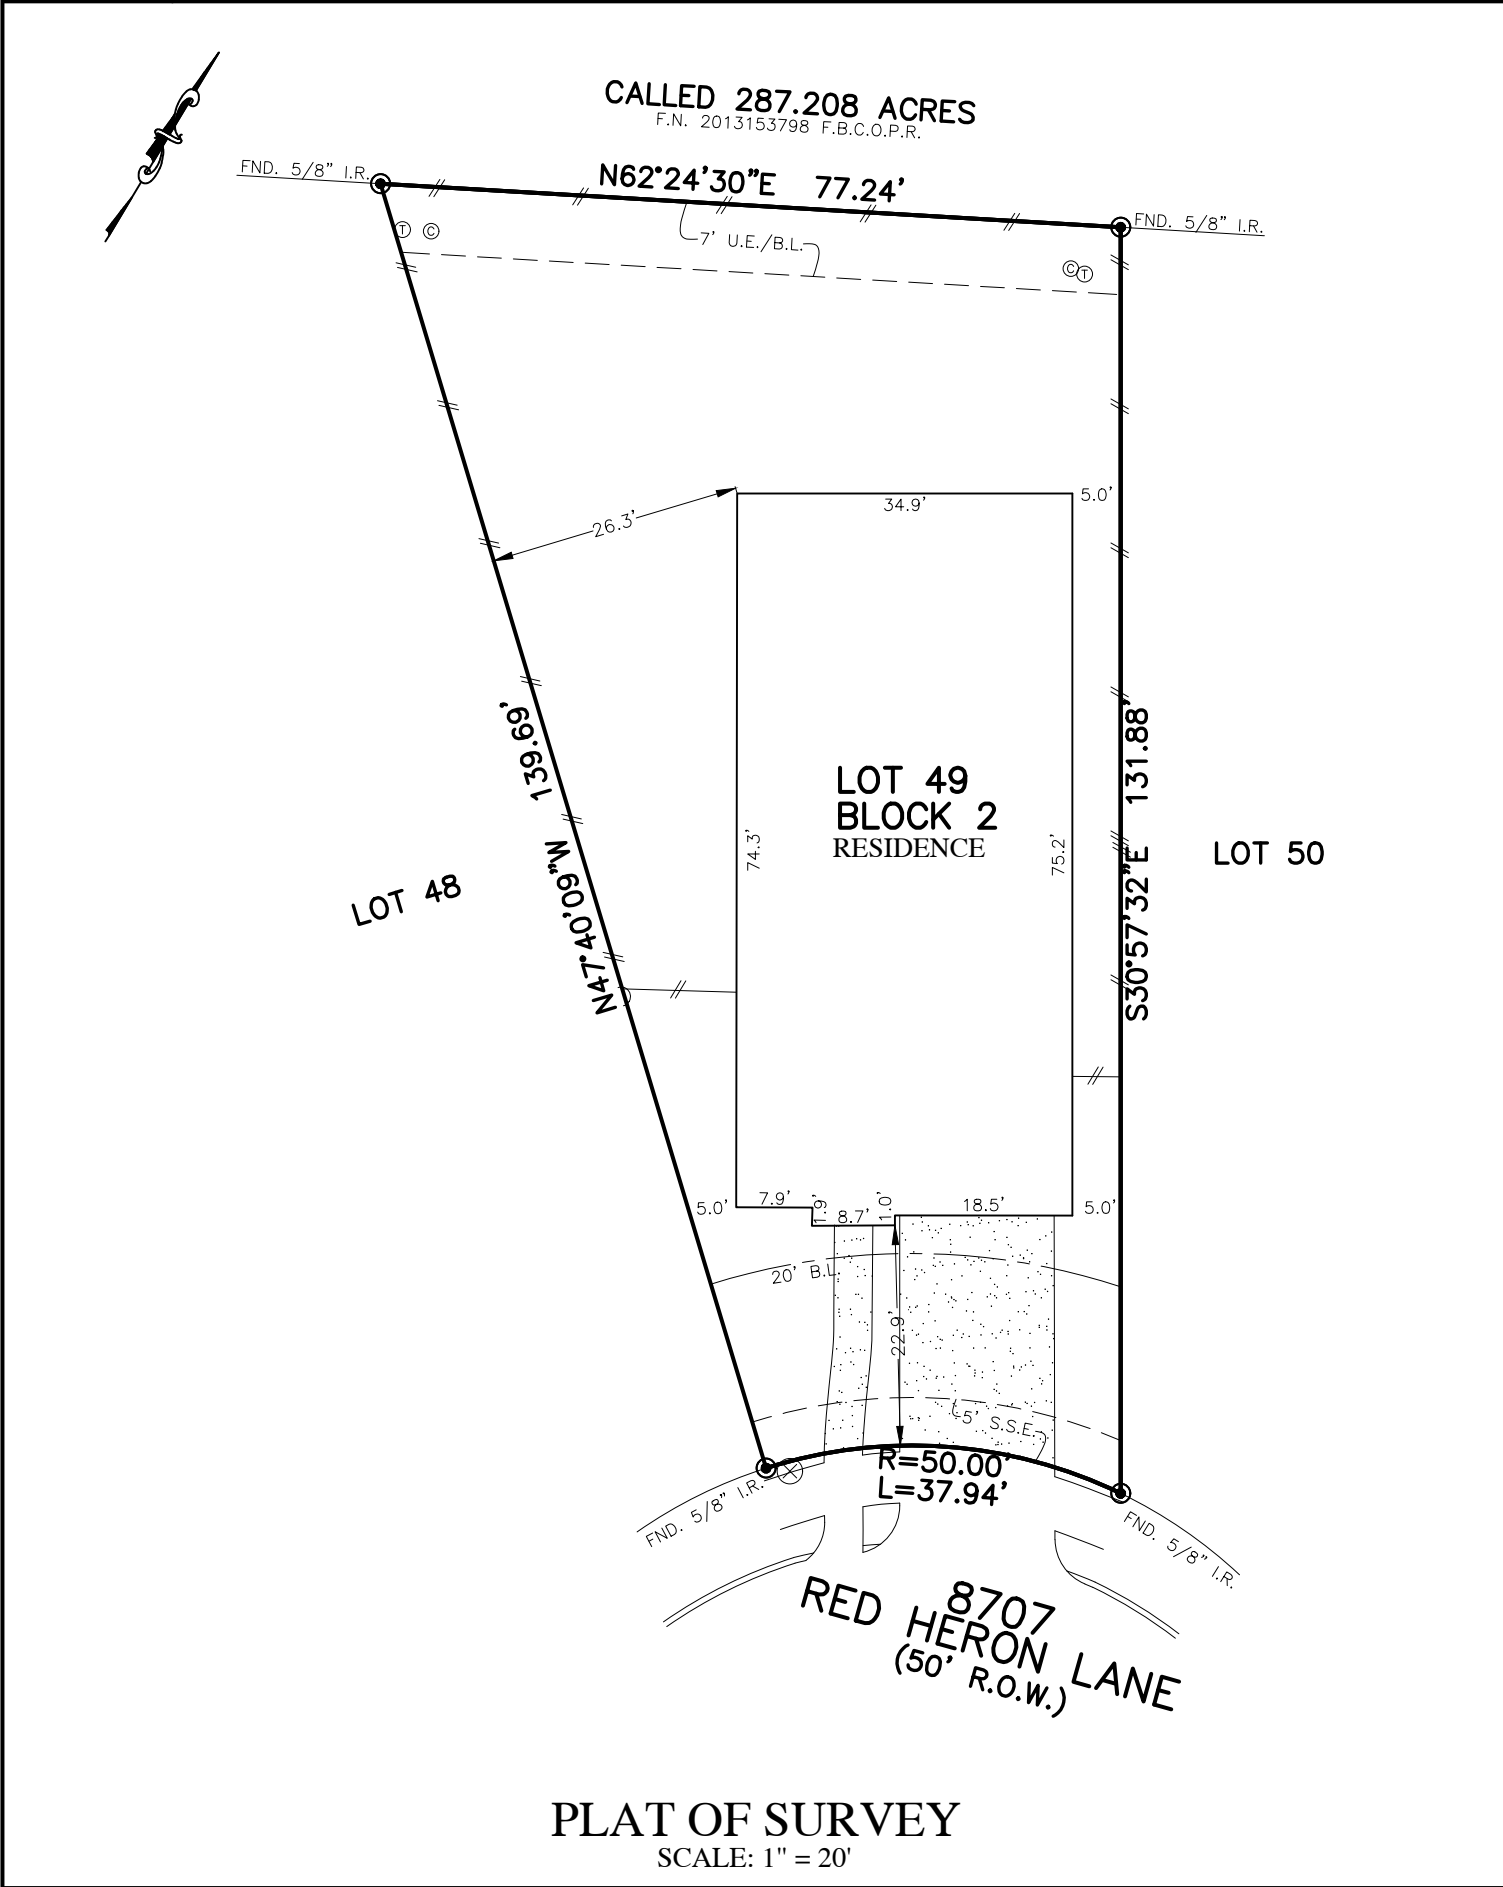 CALLED 287.208 ACRES
F.N. 2013153798 F.B.C.O.P.R.
FND. 5/8" I.R.
N62°24'30"E 77.24'
FND. 5/8" I.R.
T C
7' U.E./B.L.
C T
26.3'
34.9'
5.0'
139.69'
N47°40'09"W
131.88'
S30°57'32"E
LOT 49
BLOCK 2
RESIDENCE
74.3'
75.2'
LOT 48
LOT 50
5.0'
7.9'
1.9'
8.7'
1.0'
18.5'
5.0'
20' B.L.
22.9'
5' S.S.E.
R=50.00'
L=37.94'
FND. 5/8" I.R.
FND. 5/8" I.R.
8707
RED HERON LANE
(50' R.O.W.)
PLAT OF SURVEY
SCALE: 1" = 20'